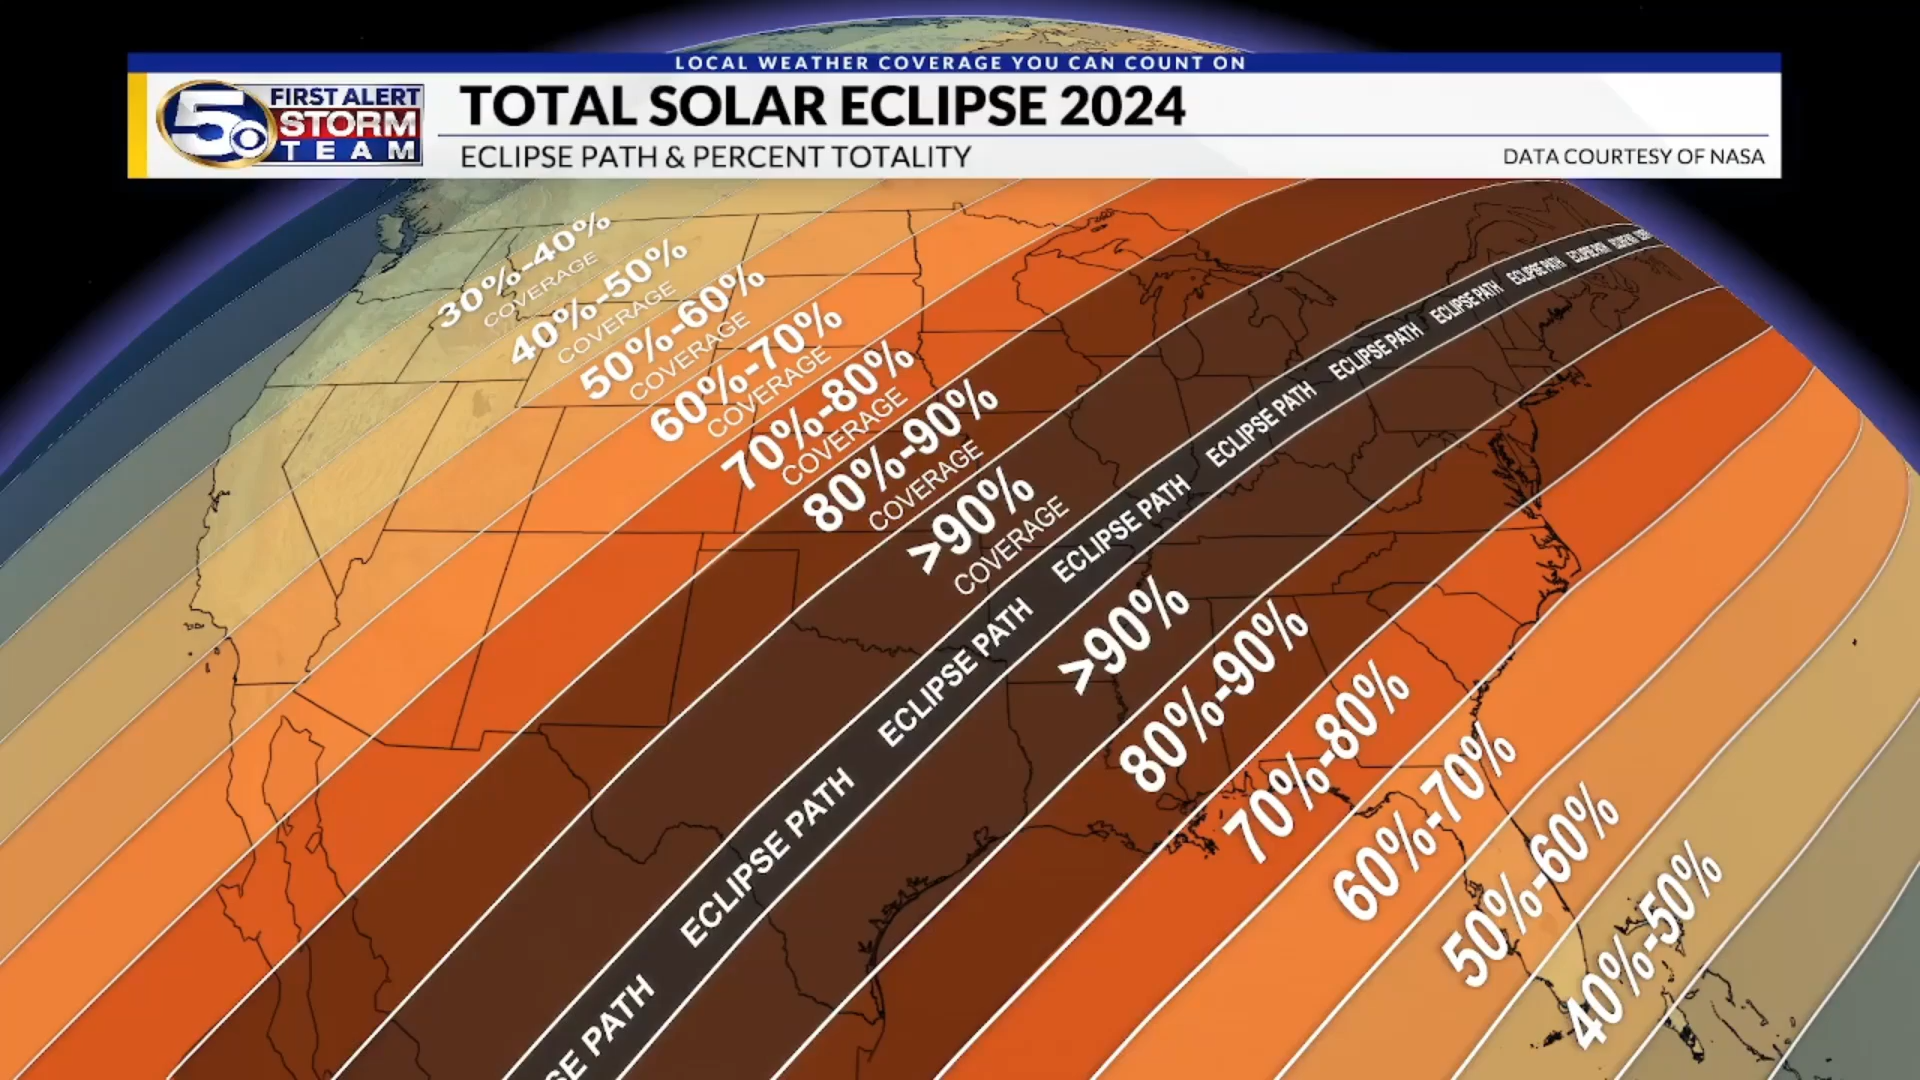 LOCAL WEATHER COVERAGE YOU CAN COUNT ON
5
FIRST ALERT
STORM
TEAM
TOTAL SOLAR ECLIPSE 2024
ECLIPSE PATH & PERCENT TOTALITY
DATA COURTESY OF NASA
30%-40%
COVERAGE
40%-50%
COVERAGE
50%-60%
COVERAGE
60%-70%
COVERAGE
70%-80%
COVERAGE
80%-90%
COVERAGE
>90%
COVERAGE
ECLIPSE PATH
ECLIPSE PATH
ECLIPSE PATH
ECLIPSE PATH
ECLIPSE PATH
ECLIPSE PATH
ECLIPSE PATH
ECLIPSE PATH
ECLIPSE PATH
SE PATH
>90%
80%-90%
70%-80%
60%-70%
50%-60%
40%-50%